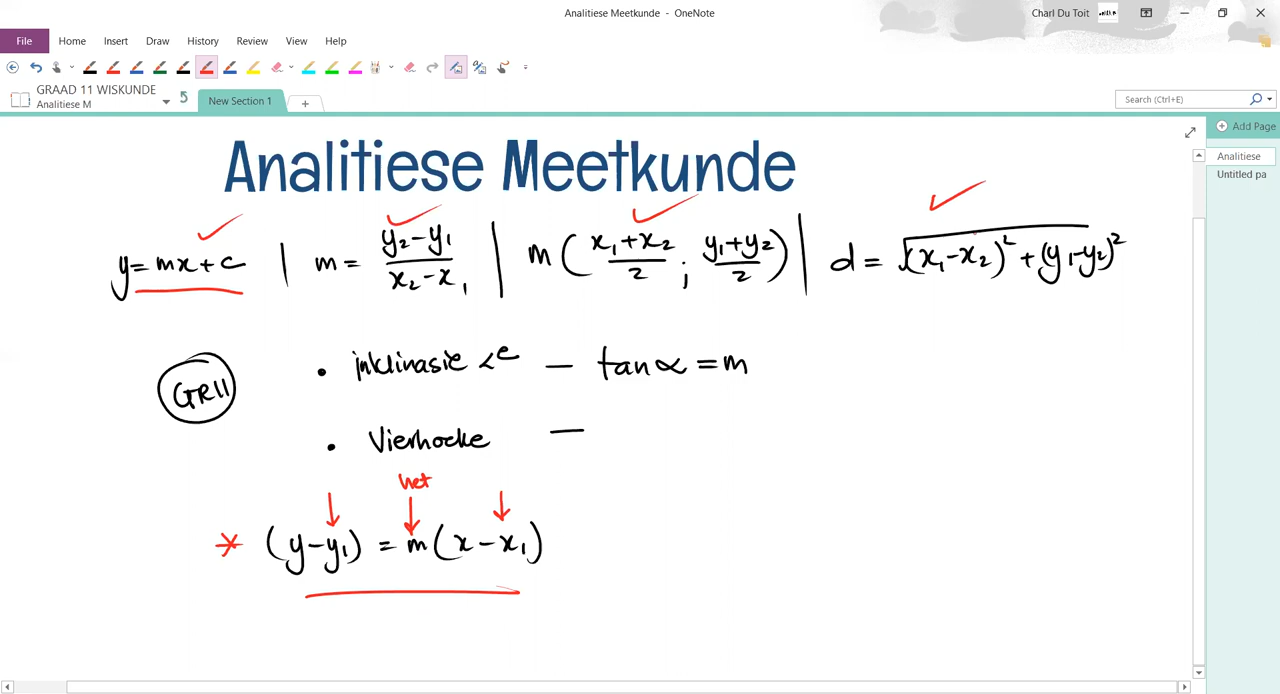 Analitiese Meetkunde - OneNote
Charl Du Toit
File Home Insert Draw History Review View Help
GRAAD 11 WISKUNDE
Analitiese M
New Section 1
Search (Ctrl+E)
Add Page
Analitiese
Untitled pa
Analitiese Meetkunde
y = mx + c | m = (y₂ - y₁)/(x₂ - x₁) | m((x₁ + x₂)/2 ; (y₁ + y₂)/2) | d = √((x₁ - x₂)² + (y₁ - y₂)²)
GR11
• inklinasie <e — tan α = m
• Vierhoeke —
het
* (y - y₁) = m(x - x₁)